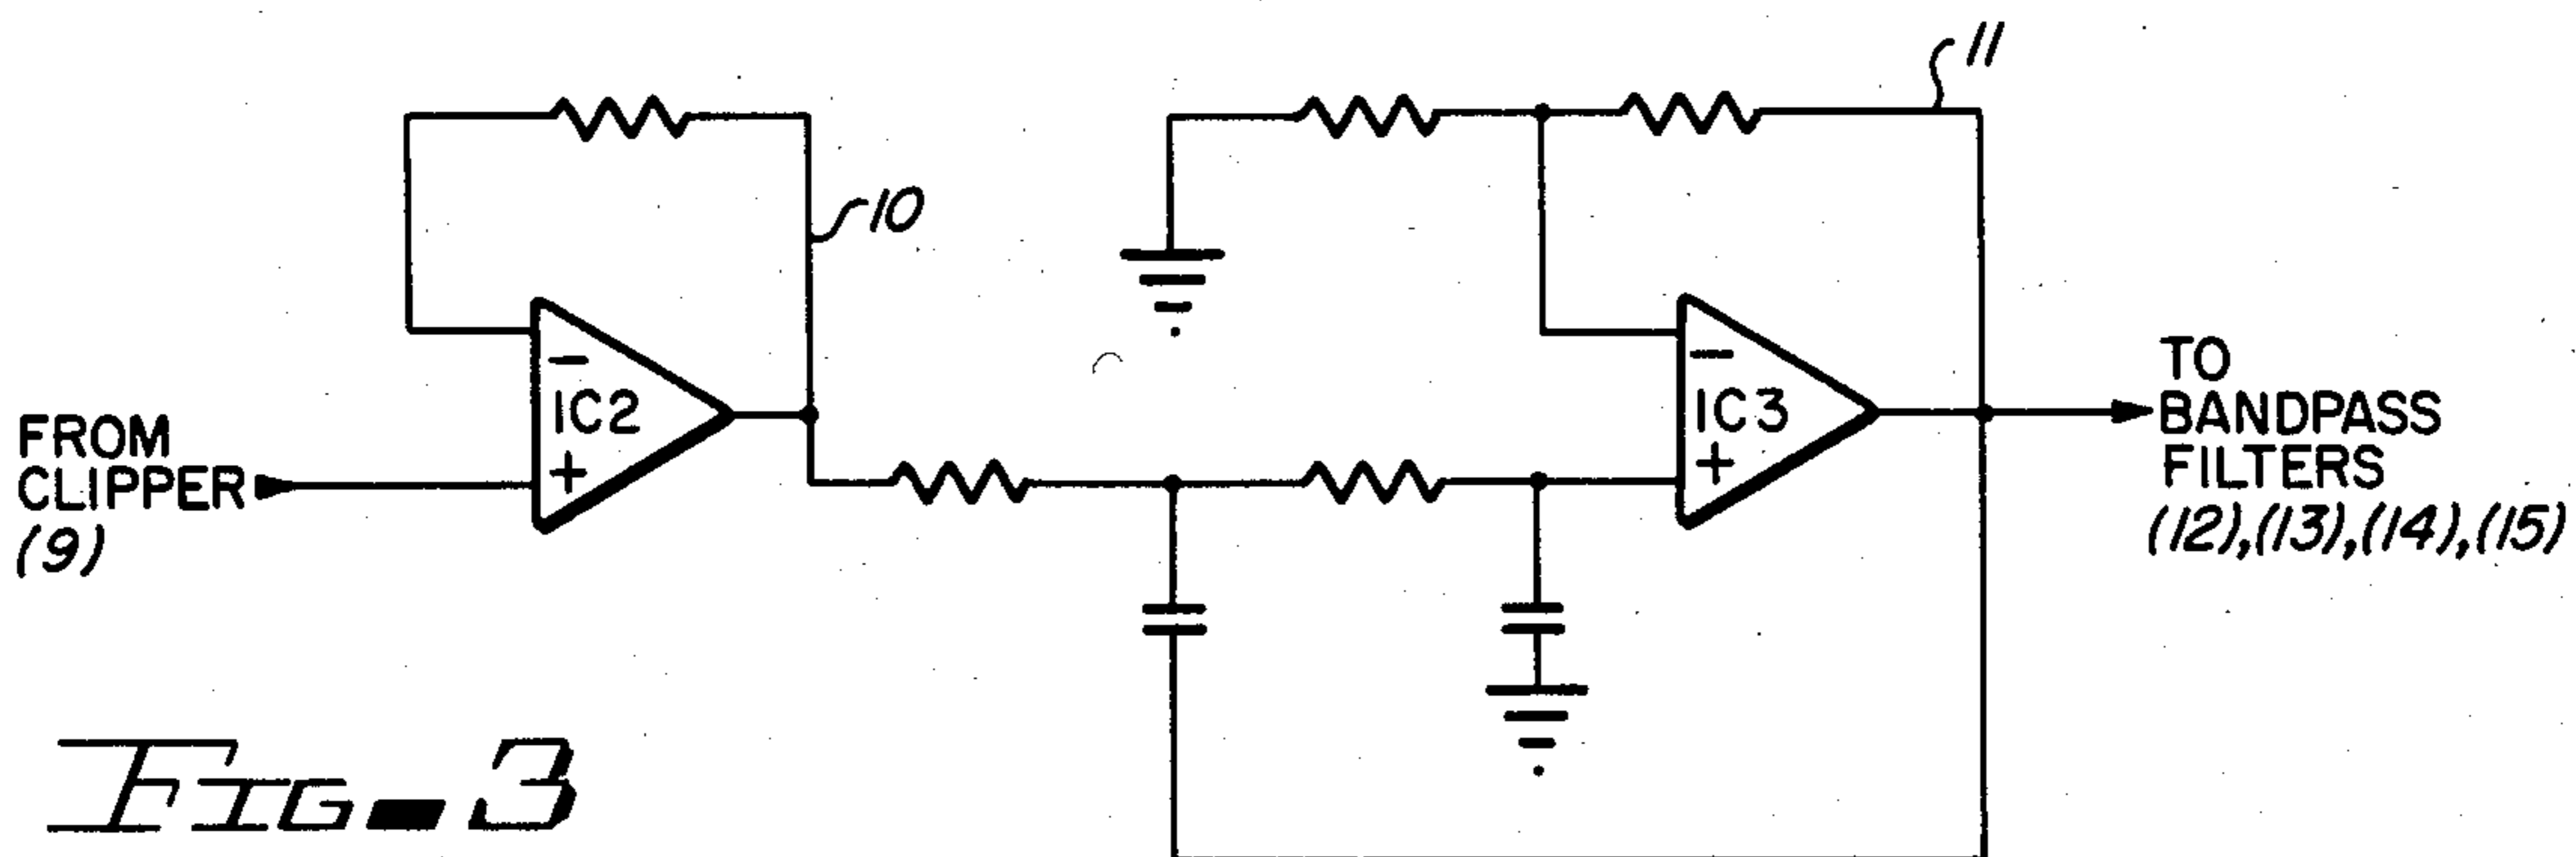 11
10
-
IC2
+
-
IC3
+
FROM
CLIPPER
(9)
TO
BANDPASS
FILTERS
(12),(13),(14),(15)
FIG-3